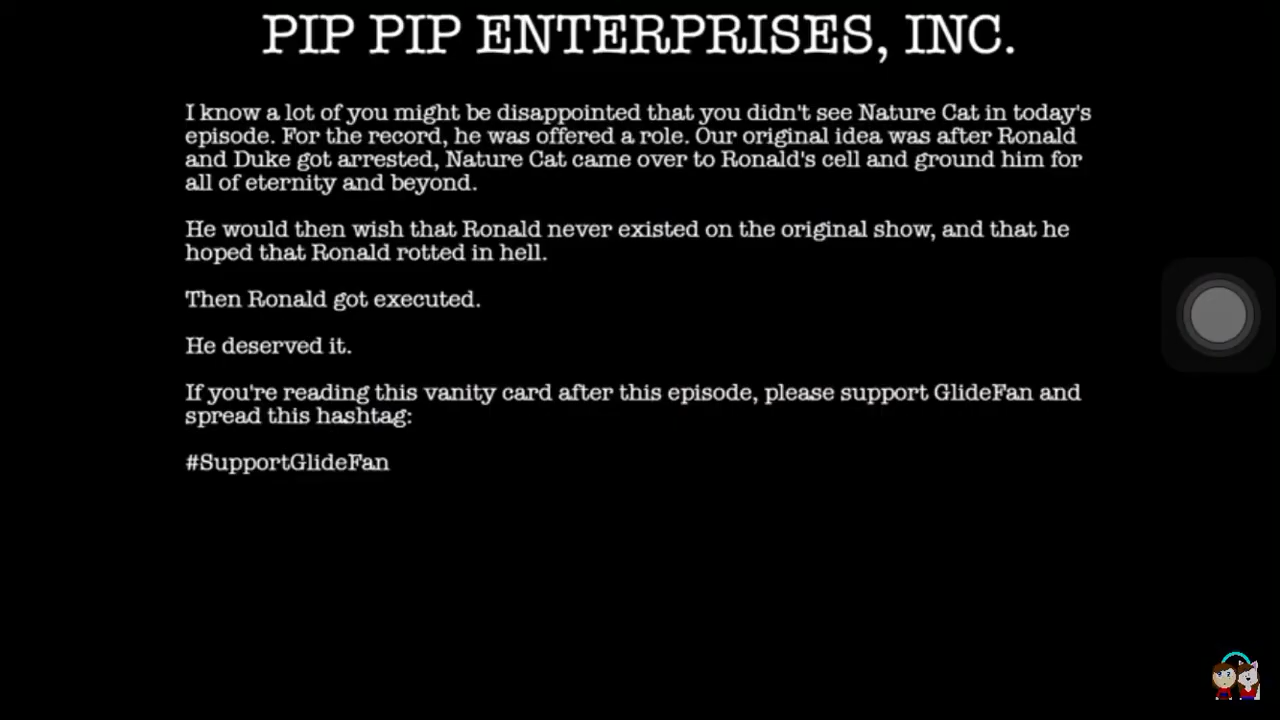 PIP PIP ENTERPRISES, INC.
I know a lot of you might be disappointed that you didn't see Nature Cat in today's
episode. For the record, he was offered a role. Our original idea was after Ronald
and Duke got arrested, Nature Cat came over to Ronald's cell and ground him for
all of eternity and beyond.
He would then wish that Ronald never existed on the original show, and that he
hoped that Ronald rotted in hell.
Then Ronald got executed.
He deserved it.
If you're reading this vanity card after this episode, please support GlideFan and
spread this hashtag:
#SupportGlideFan